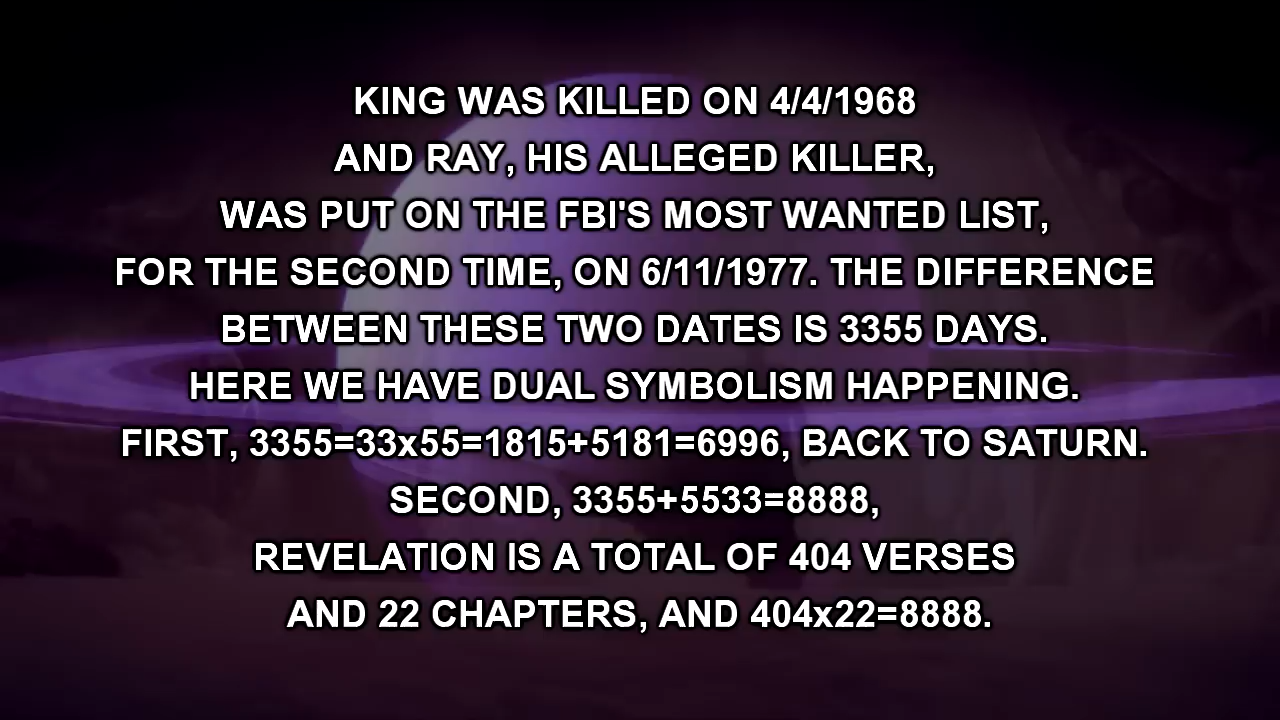 KING WAS KILLED ON 4/4/1968
AND RAY, HIS ALLEGED KILLER,
WAS PUT ON THE FBI'S MOST WANTED LIST,
FOR THE SECOND TIME, ON 6/11/1977. THE DIFFERENCE
BETWEEN THESE TWO DATES IS 3355 DAYS.
HERE WE HAVE DUAL SYMBOLISM HAPPENING.
FIRST, 3355=33x55=1815+5181=6996, BACK TO SATURN.
SECOND, 3355+5533=8888,
REVELATION IS A TOTAL OF 404 VERSES
AND 22 CHAPTERS, AND 404x22=8888.